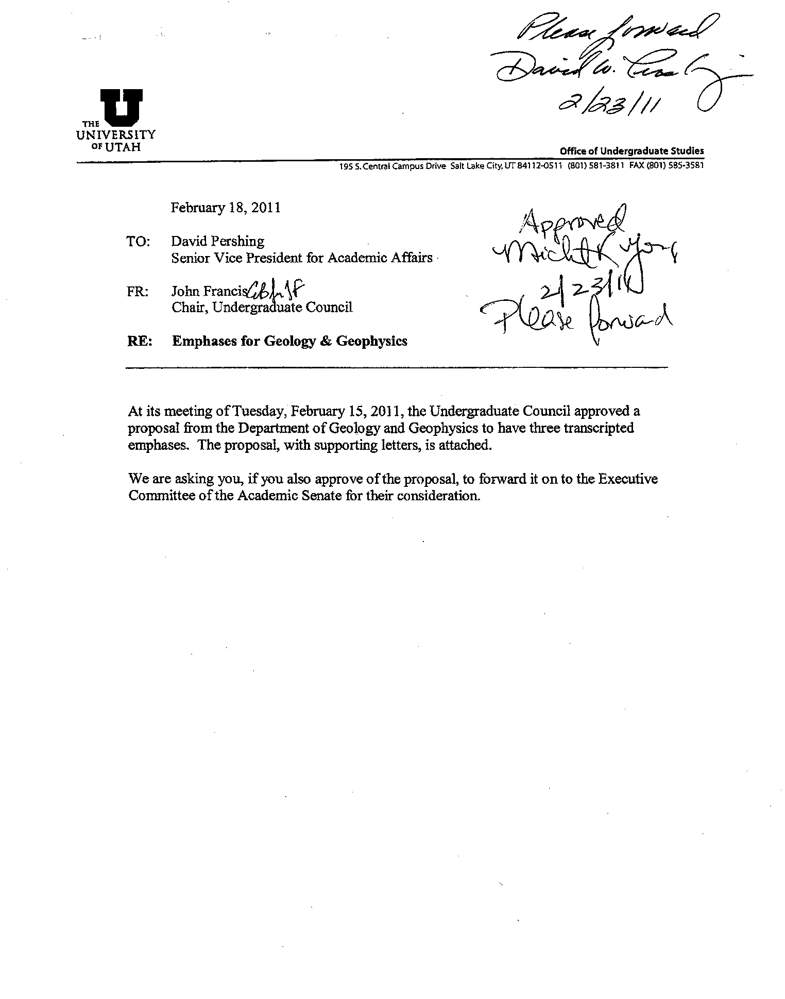 Please forward
David W. Pershing
2/23/11
THE
UNIVERSITY
OF UTAH
Office of Undergraduate Studies
195 S. Central Campus Drive Salt Lake City, UT 84112-0511 (801) 581-3811 FAX (801) 585-3581
February 18, 2011
TO: David Pershing
Senior Vice President for Academic Affairs
FR: John Francis
Chair, Undergraduate Council
RE: Emphases for Geology & Geophysics
Approved
Michael K Young
2/23/11
Please forward
At its meeting of Tuesday, February 15, 2011, the Undergraduate Council approved a
proposal from the Department of Geology and Geophysics to have three transcripted
emphases. The proposal, with supporting letters, is attached.
We are asking you, if you also approve of the proposal, to forward it on to the Executive
Committee of the Academic Senate for their consideration.